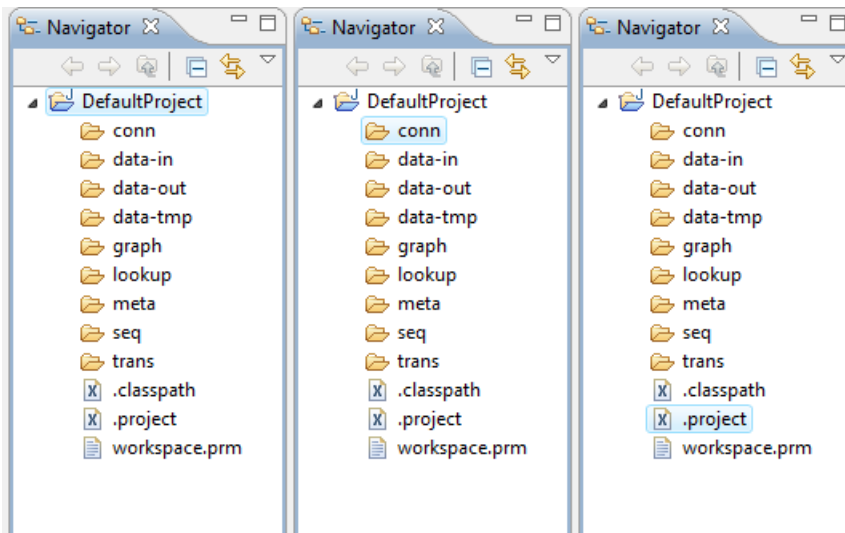 Navigator
DefaultProject
conn
data-in
data-out
data-tmp
graph
lookup
meta
seq
trans
.classpath
.project
workspace.prm
Navigator
DefaultProject
conn
data-in
data-out
data-tmp
graph
lookup
meta
seq
trans
.classpath
.project
workspace.prm
Navigator
DefaultProject
conn
data-in
data-out
data-tmp
graph
lookup
meta
seq
trans
.classpath
.project
workspace.prm